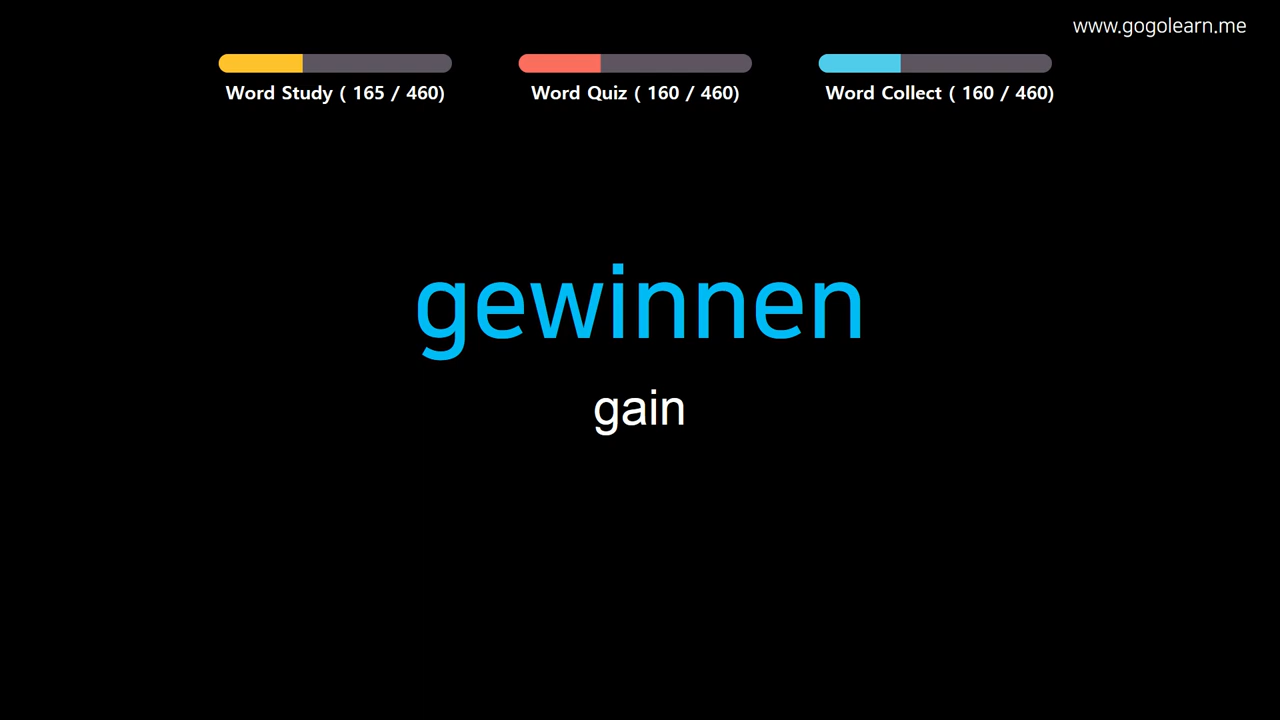 www.gogolearn.me
Word Study ( 165 / 460)
Word Quiz ( 160 / 460)
Word Collect ( 160 / 460)
gewinnen
gain